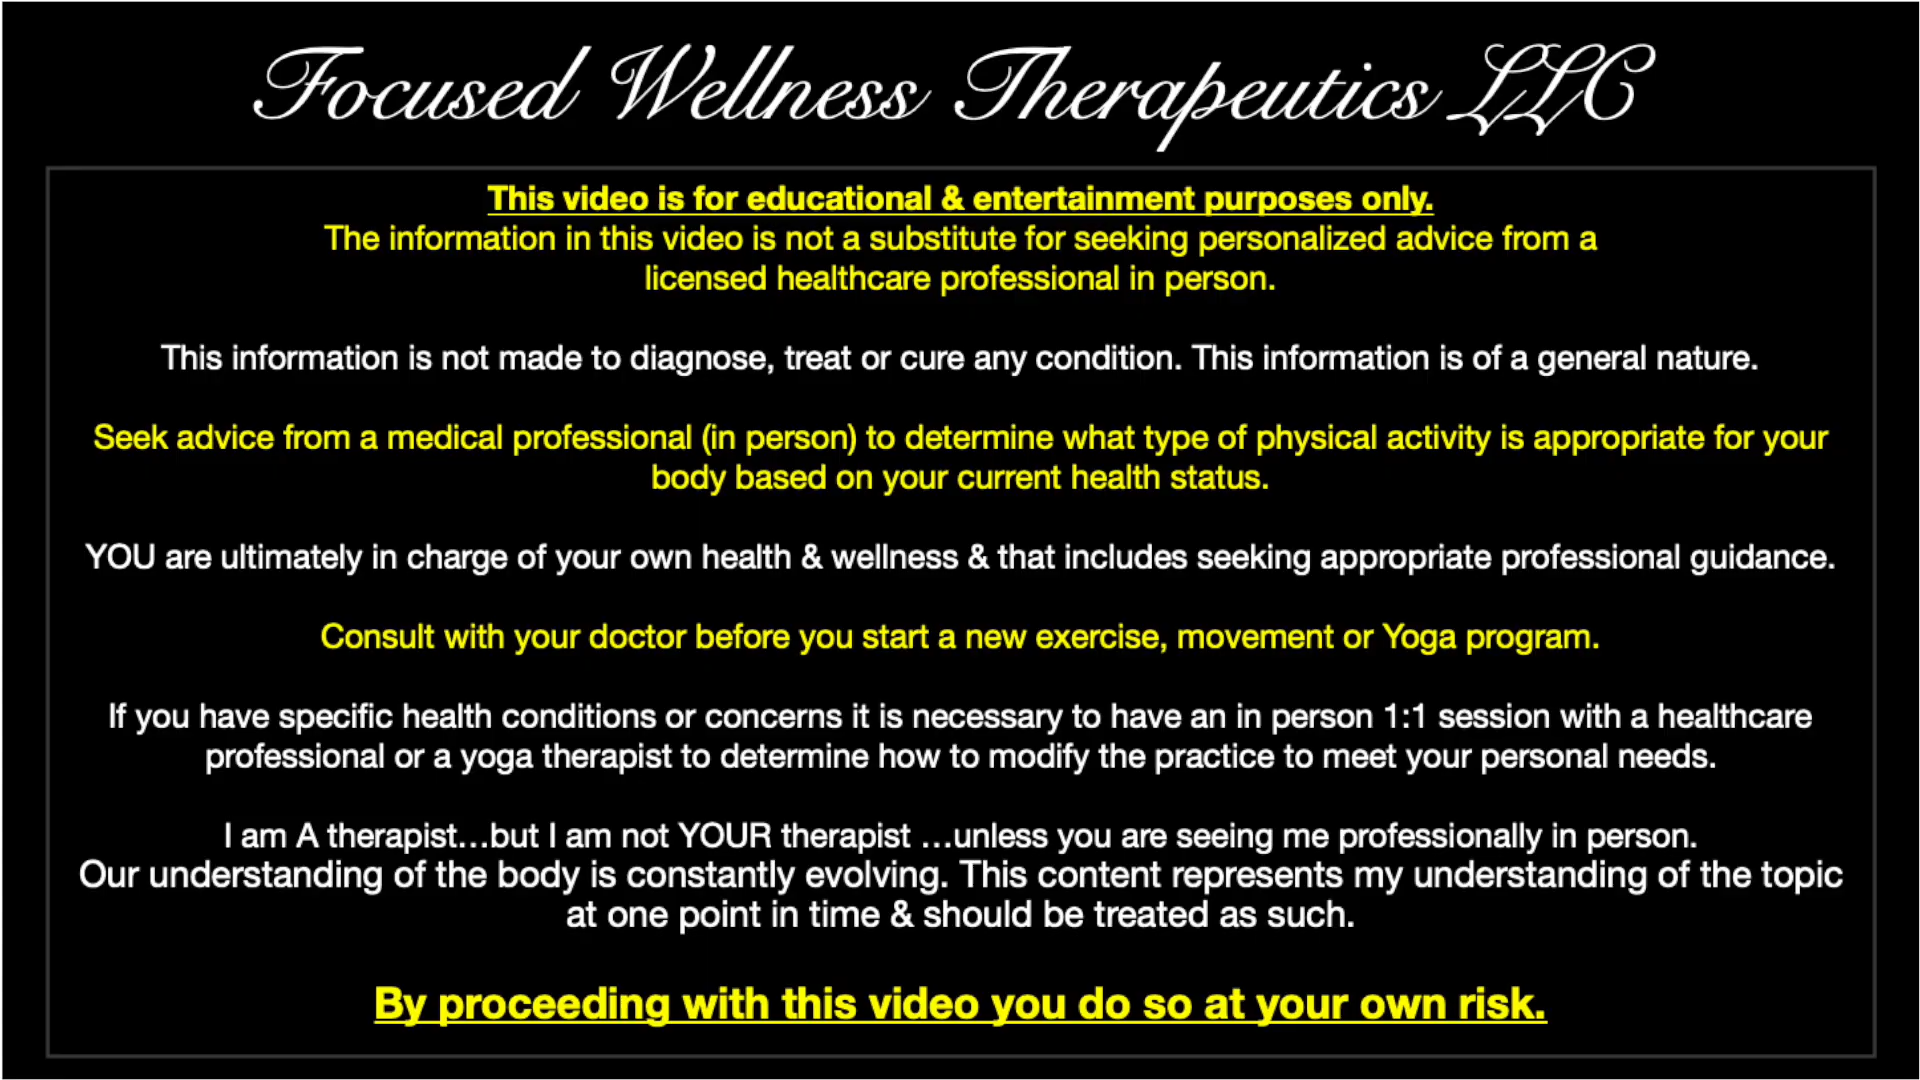 Focused Wellness Therapeutics LLC
This video is for educational & entertainment purposes only.
The information in this video is not a substitute for seeking personalized advice from a
licensed healthcare professional in person.
This information is not made to diagnose, treat or cure any condition. This information is of a general nature.
Seek advice from a medical professional (in person) to determine what type of physical activity is appropriate for your
body based on your current health status.
YOU are ultimately in charge of your own health & wellness & that includes seeking appropriate professional guidance.
Consult with your doctor before you start a new exercise, movement or Yoga program.
If you have specific health conditions or concerns it is necessary to have an in person 1:1 session with a healthcare
professional or a yoga therapist to determine how to modify the practice to meet your personal needs.
I am A therapist…but I am not YOUR therapist …unless you are seeing me professionally in person.
Our understanding of the body is constantly evolving. This content represents my understanding of the topic
at one point in time & should be treated as such.
By proceeding with this video you do so at your own risk.